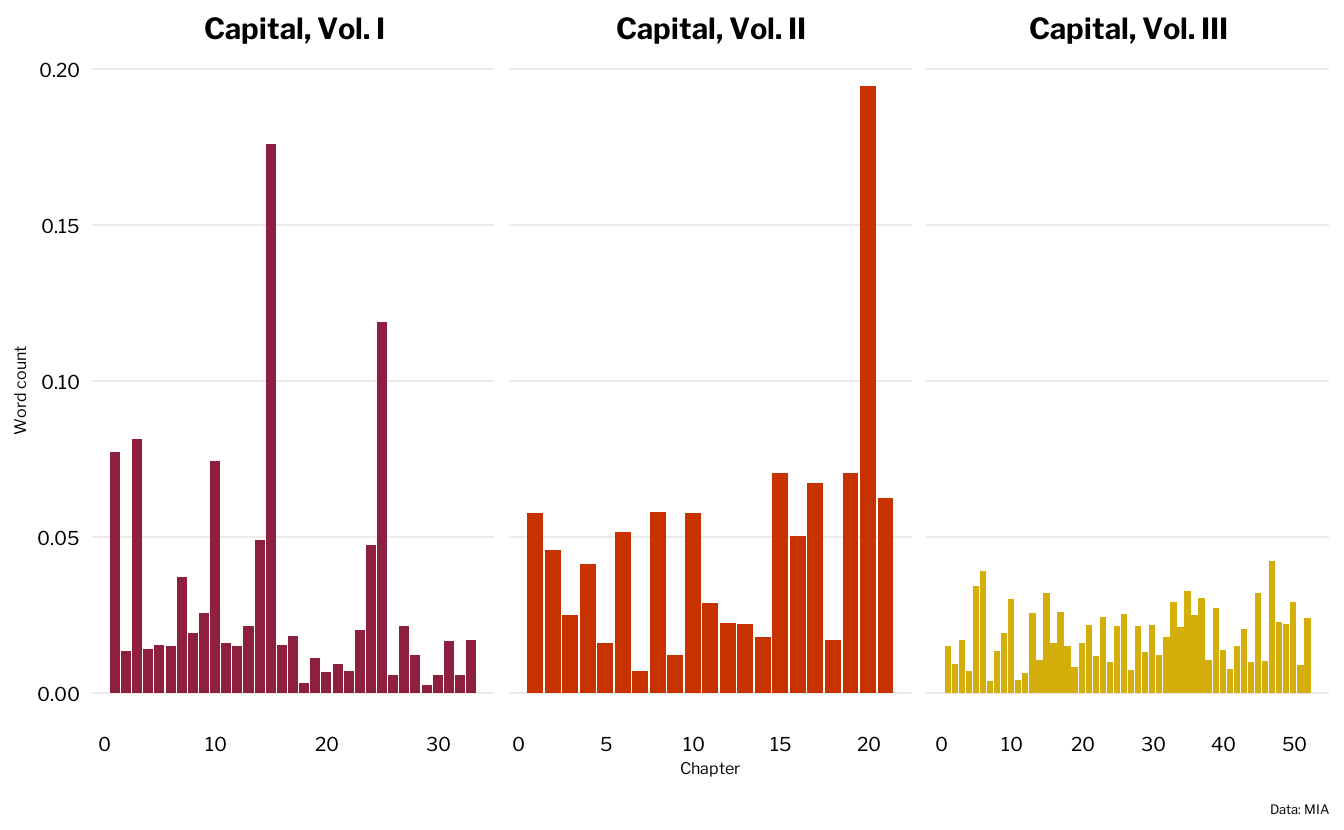 Capital, Vol. I
Capital, Vol. II
Capital, Vol. III
0.20
0.15
0.10
0.05
0.00
Word count
0 10 20 30
0 5 10 15 20
0 10 20 30 40 50
Chapter
Data: MIA